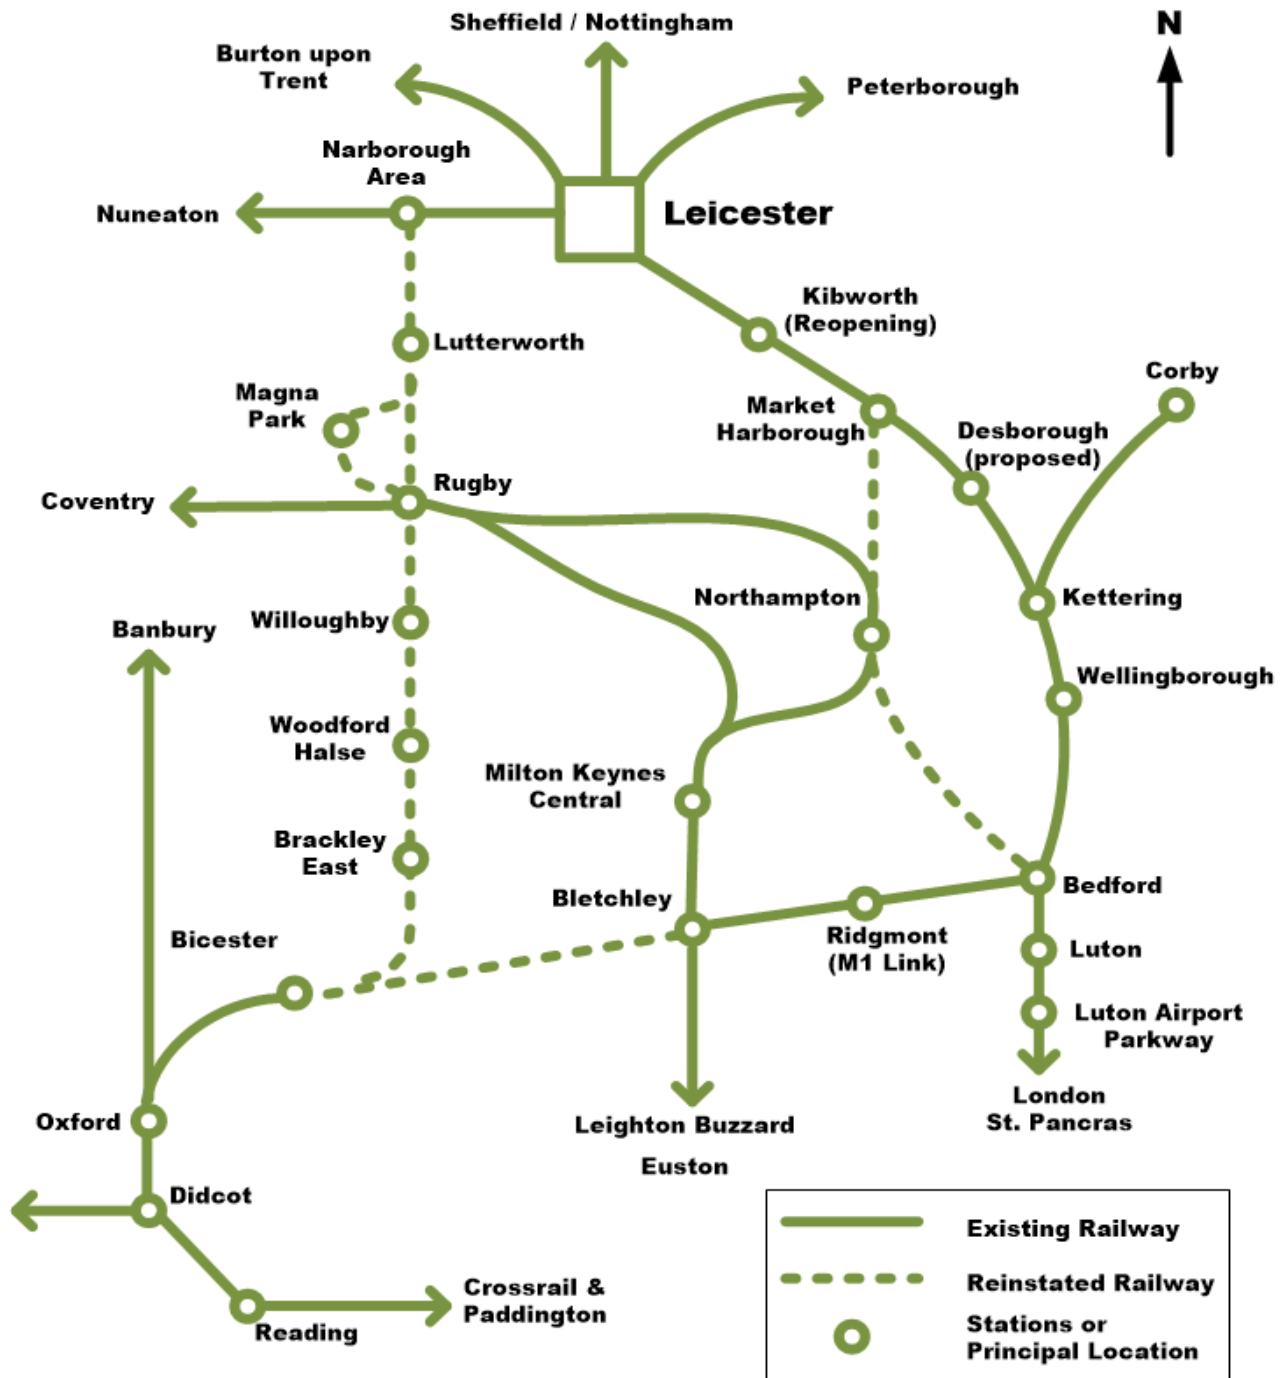 Sheffield / Nottingham
N
Burton upon
Trent
Peterborough
Narborough
Area
Nuneaton
Leicester
Kibworth
(Reopening)
Lutterworth
Corby
Magna
Park
Market
Harborough
Desborough
(proposed)
Rugby
Coventry
Northampton
Kettering
Willoughby
Banbury
Wellingborough
Woodford
Halse
Milton Keynes
Central
Brackley
East
Bletchley
Bedford
Bicester
Ridgmont
(M1 Link)
Luton
Luton Airport
Parkway
London
St. Pancras
Oxford
Leighton Buzzard
Euston
Didcot
Existing Railway
Reinstated Railway
Crossrail &
Paddington
Reading
Stations or
Principal Location